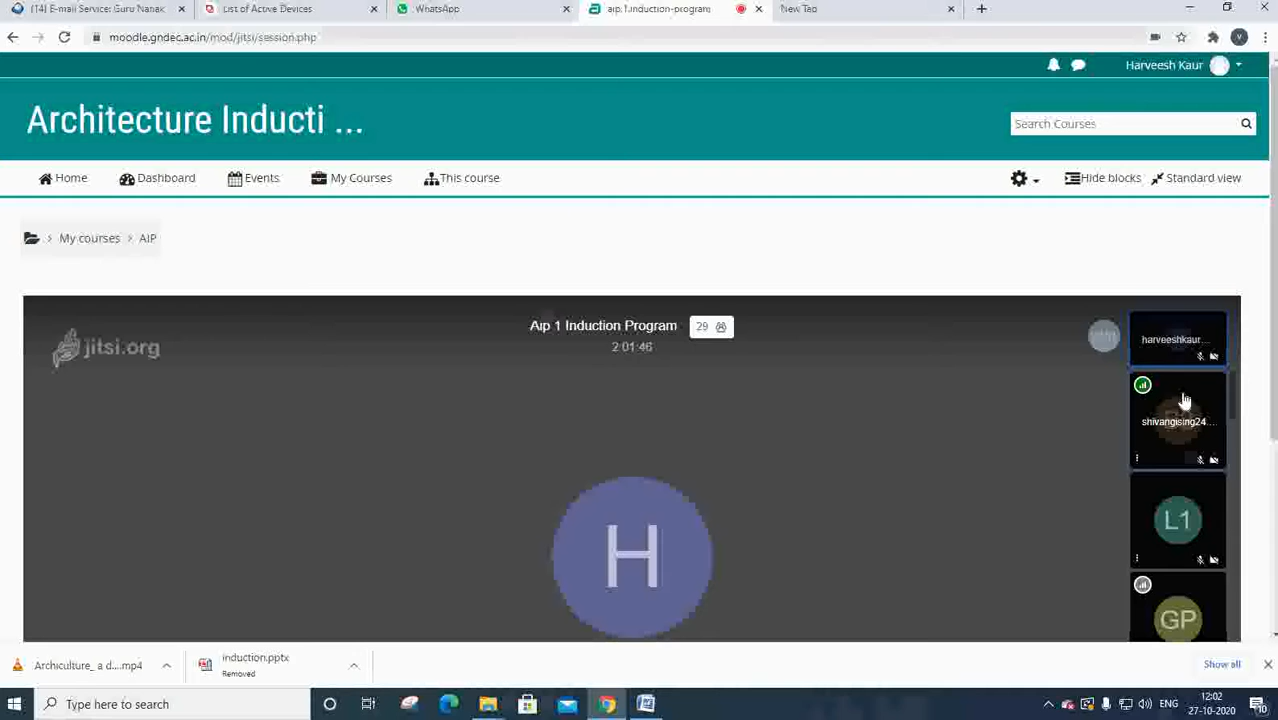 (14) E-mail Service: Guru Nanak
List of Active Devices
WhatsApp
aip.1.induction-program
New Tab
moodle.gndec.ac.in/mod/jitsi/session.php
V
Harveesh Kaur
Architecture Inducti ...
Search Courses
Home
Dashboard
Events
My Courses
This course
Hide blocks
Standard view
My courses
AIP
jitsi.org
Aip 1 Induction Program
29
2:01:46
harveeshkaur...
shivangising24...
L1
H
GP
Archiculture_ a d....mp4
induction.pptx
Removed
Show all
Type here to search
ENG
12:02
27-10-2020
10